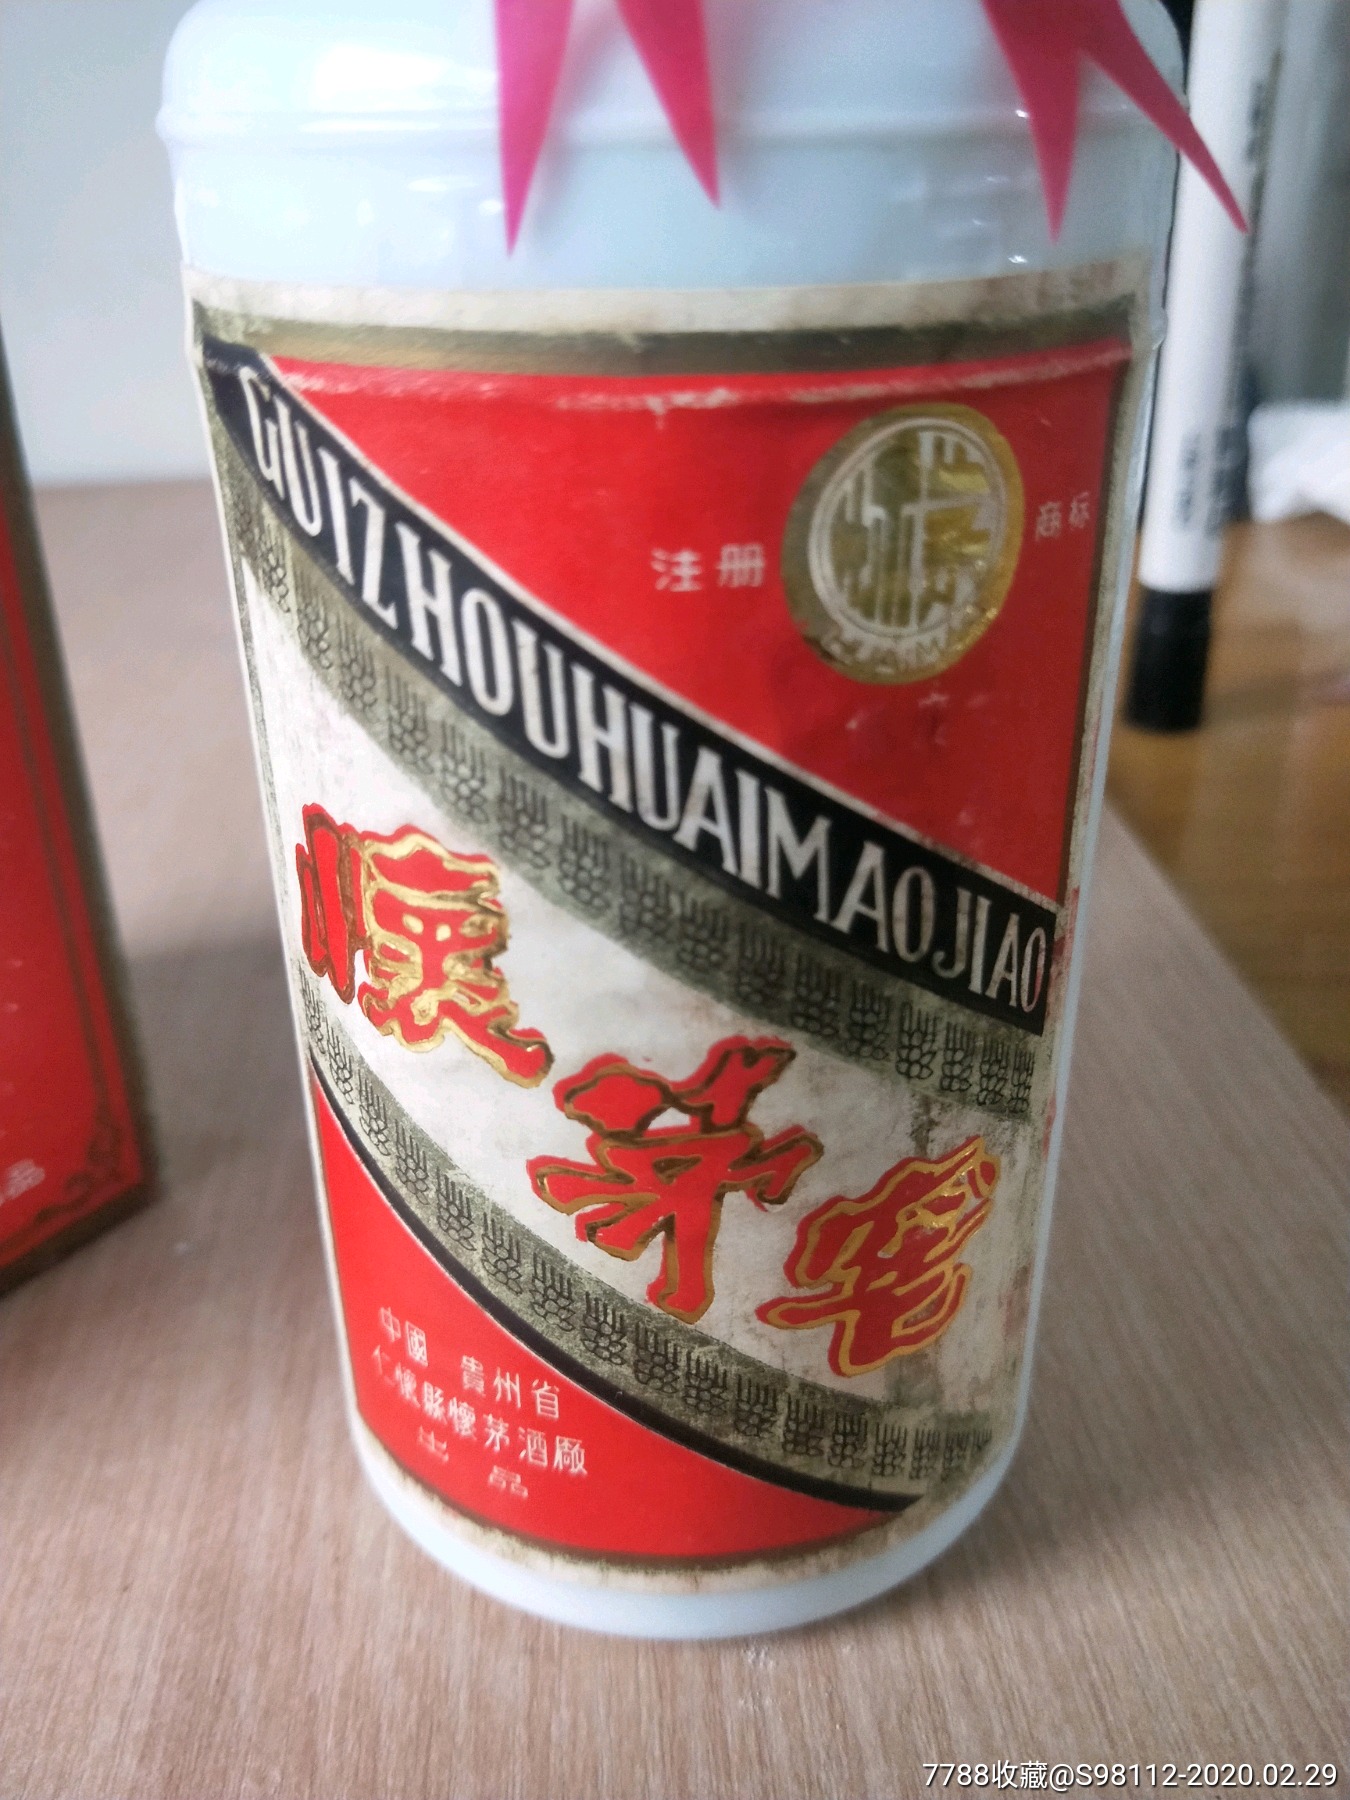 GUIZHOUHUAIMAOJIAO
注册
商标
懷茅窖
中國 貴州省
仁懷縣懷茅酒廠
出品
品
7788收藏@S98112-2020.02.29